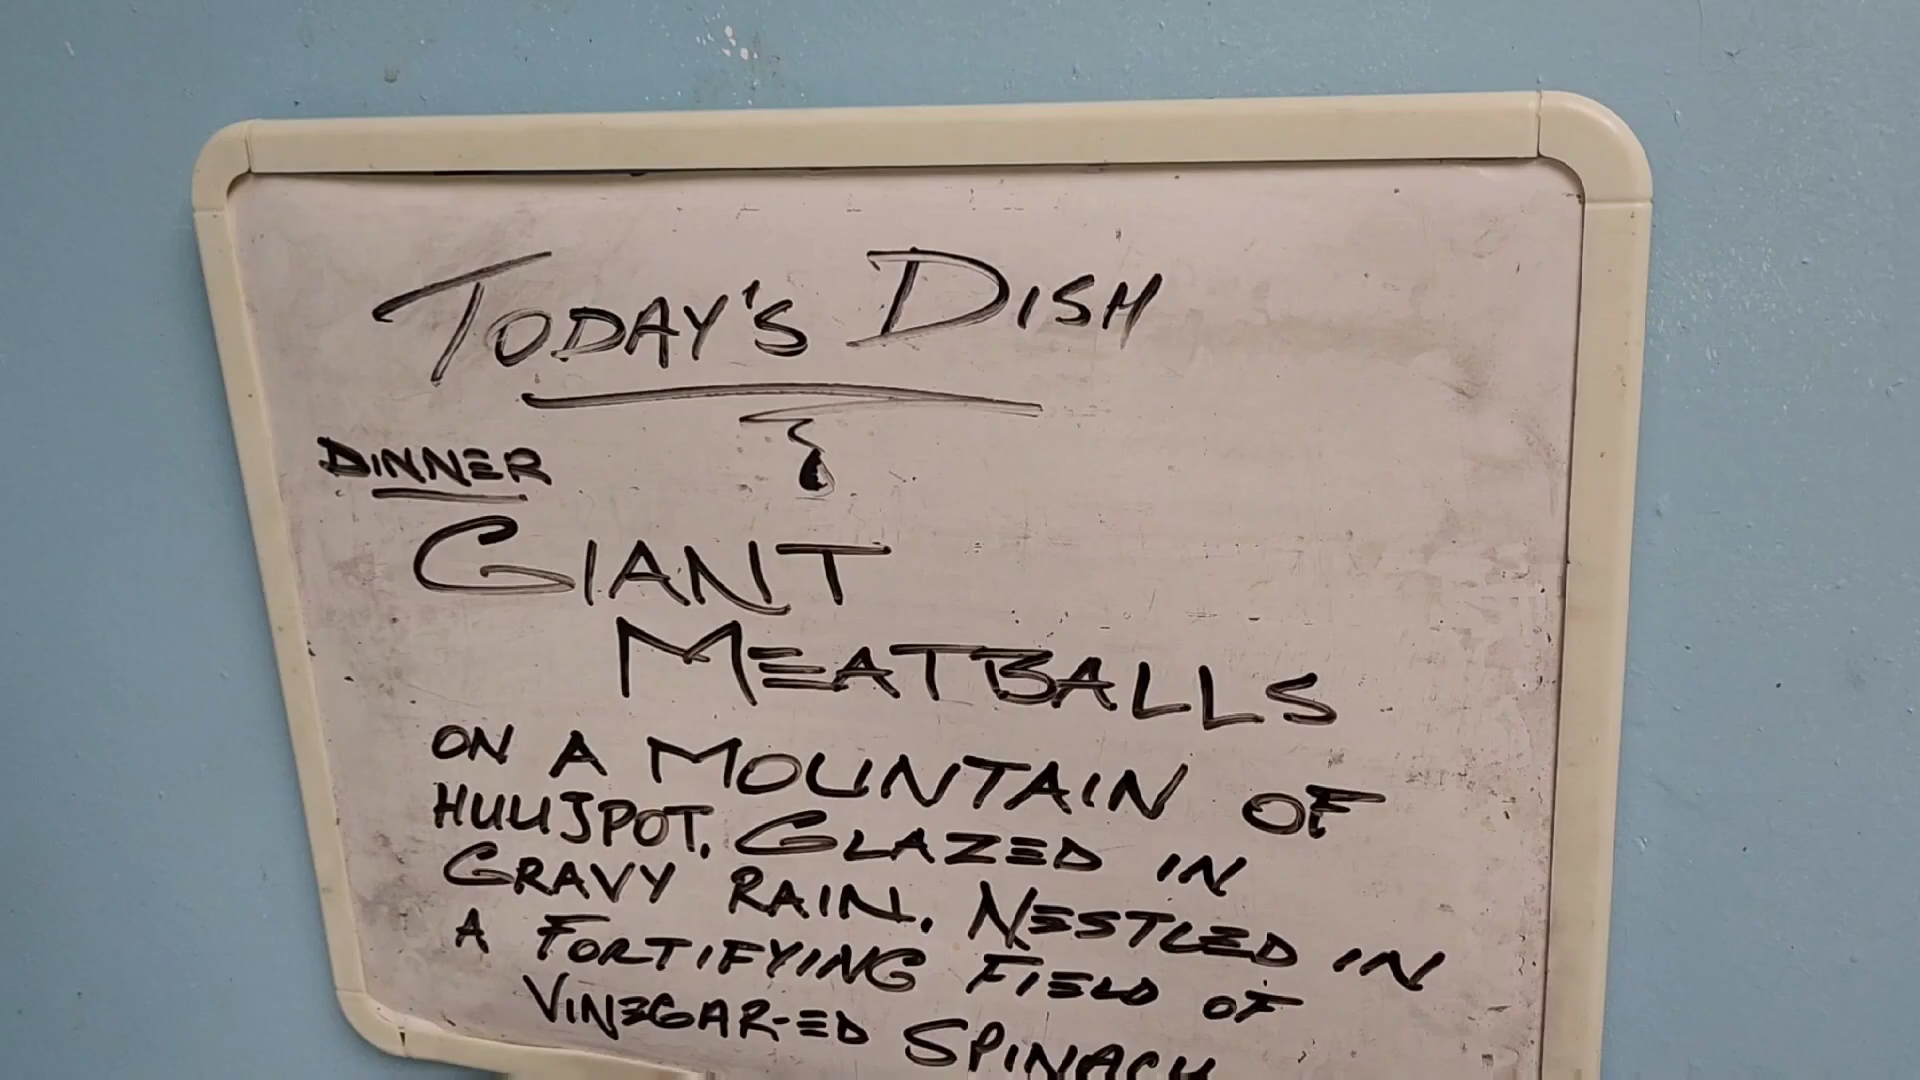 TODAY'S DISH
DINNER
GIANT
MEATBALLS
ON A MOUNTAIN OF
HUUJSPOT. GLAZED IN
GRAVY RAIN. NESTLED IN
A FORTIFYING FIELD OF
VINEGAR-ED SPINACH